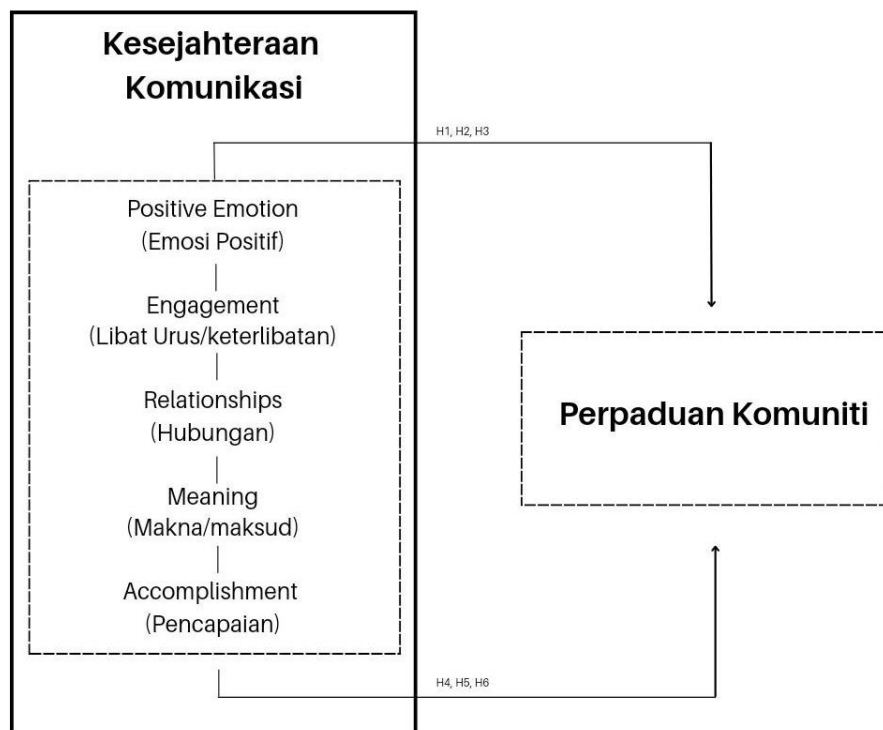 Kesejahteraan
Komunikasi
H1, H2, H3
Positive Emotion
(Emosi Positif)
Engagement
(Libat Urus/keterlibatan)
Relationships
(Hubungan)
Meaning
(Makna/maksud)
Accomplishment
(Pencapaian)
Perpaduan Komuniti
H4, H5, H6